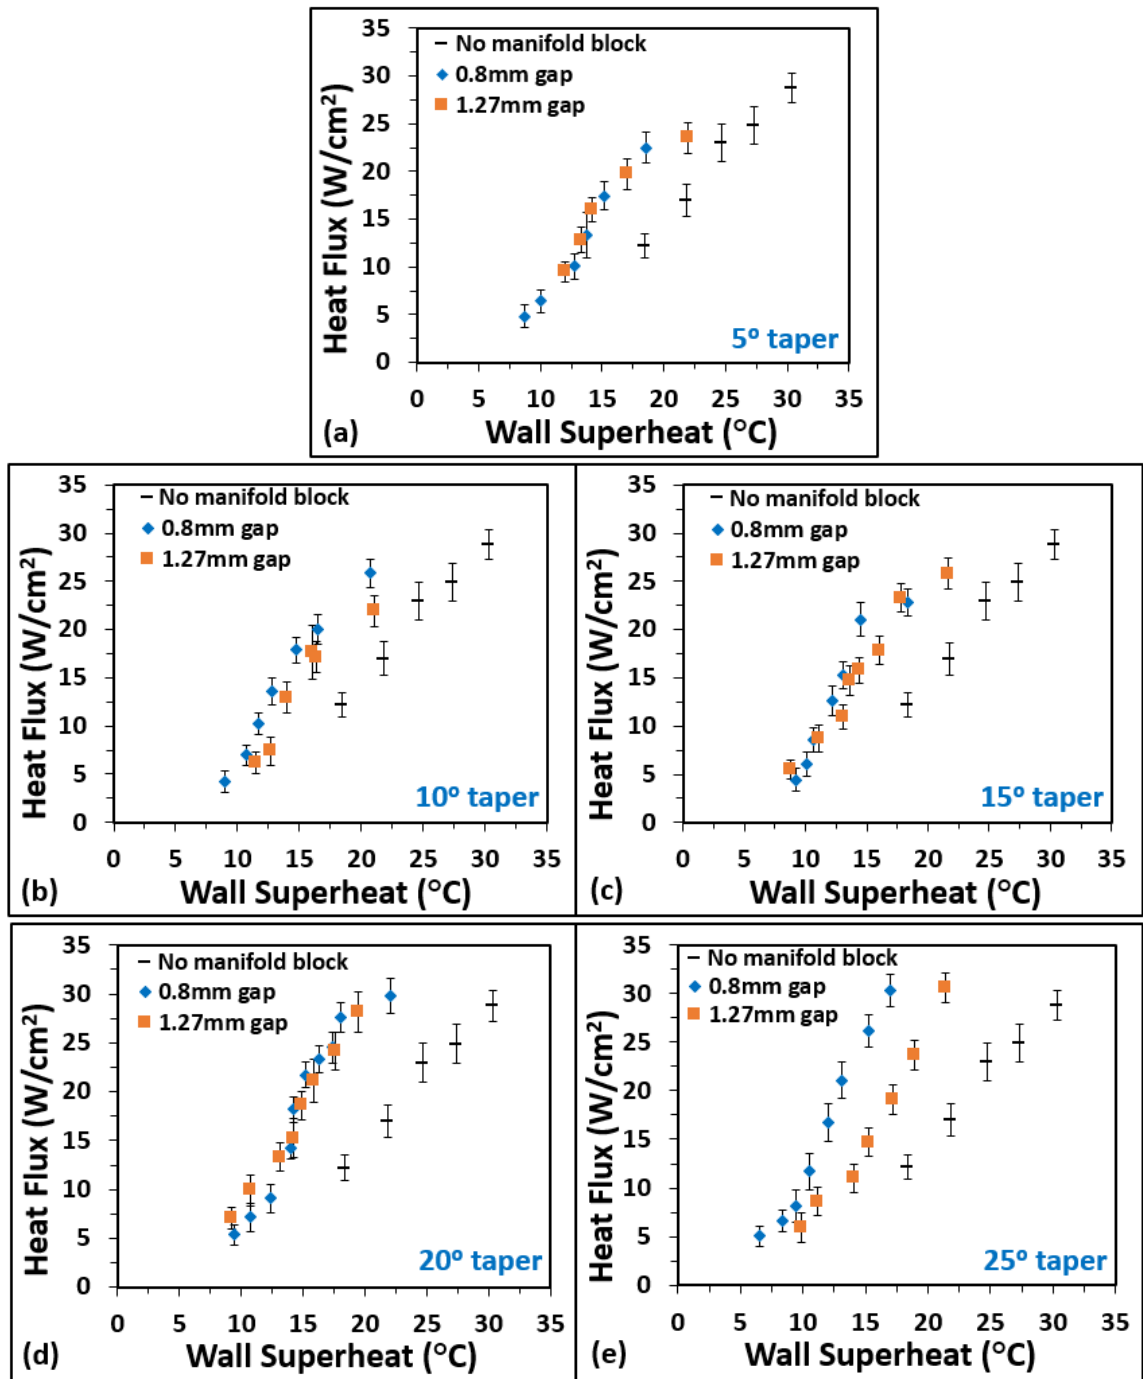 35
30
25
20
15
10
5
0
Heat Flux (W/cm²)
– No manifold block
0.8mm gap
1.27mm gap
5º taper
0 5 10 15 20 25 30 35
(a) Wall Superheat (°C)
35
30
25
20
15
10
5
0
Heat Flux (W/cm²)
– No manifold block
0.8mm gap
1.27mm gap
10º taper
0 5 10 15 20 25 30 35
(b) Wall Superheat (°C)
35
30
25
20
15
10
5
0
Heat Flux (W/cm²)
– No manifold block
0.8mm gap
1.27mm gap
15º taper
0 5 10 15 20 25 30 35
(c) Wall Superheat (°C)
35
30
25
20
15
10
5
0
Heat Flux (W/cm²)
– No manifold block
0.8mm gap
1.27mm gap
20º taper
0 5 10 15 20 25 30 35
(d) Wall Superheat (°C)
35
30
25
20
15
10
5
0
Heat Flux (W/cm²)
– No manifold block
0.8mm gap
1.27mm gap
25º taper
0 5 10 15 20 25 30 35
(e) Wall Superheat (°C)